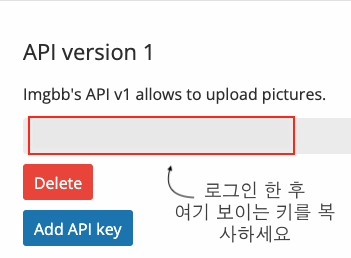 API version 1
Imgbb's API v1 allows to upload pictures.
Delete
Add API key
로그인 한 후
여기 보이는 키를 복
사하세요